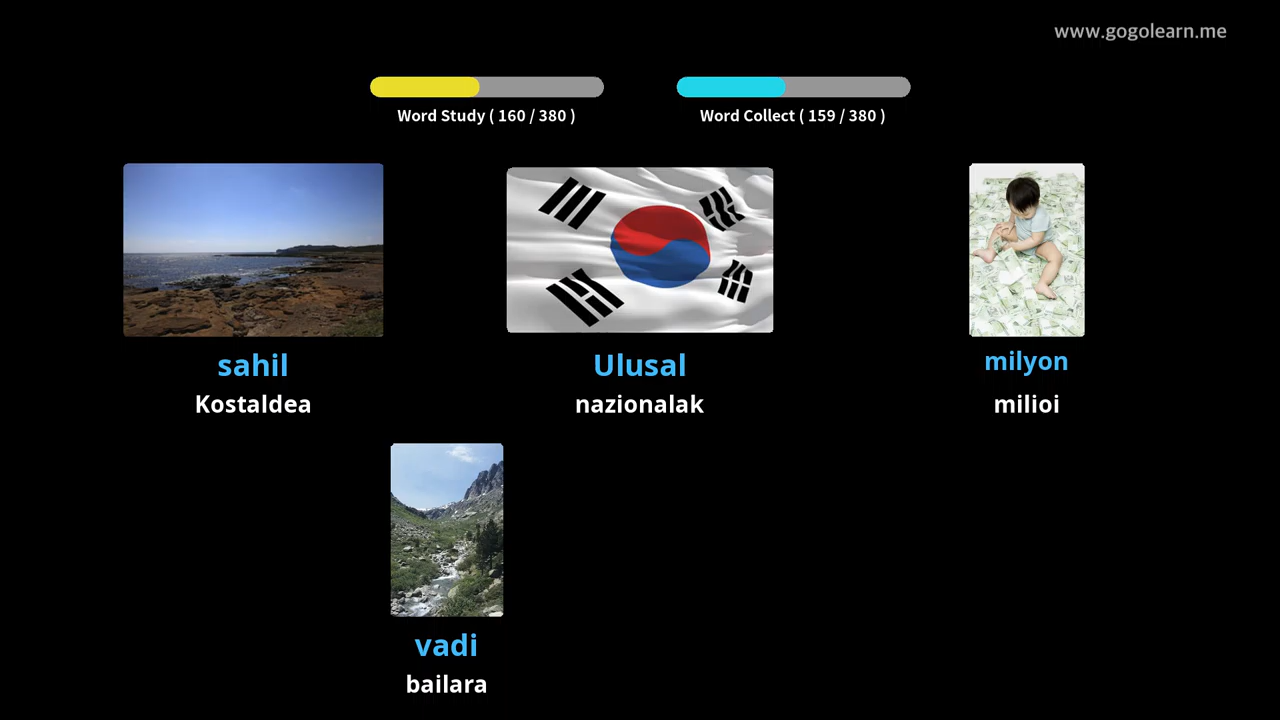 www.gogolearn.me
Word Study ( 160 / 380 )
Word Collect ( 159 / 380 )
sahil
Kostaldea
Ulusal
nazionalak
milyon
milioi
vadi
bailara